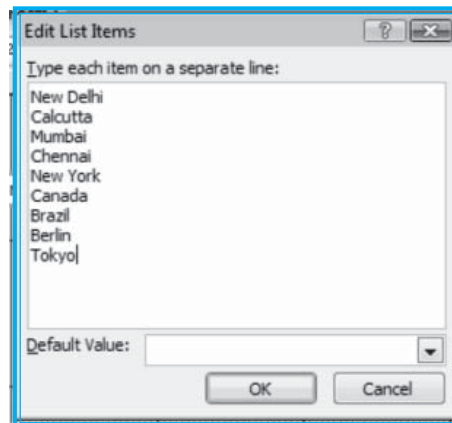 Edit List Items
Type each item on a separate line:
New Delhi
Calcutta
Mumbai
Chennai
New York
Canada
Brazil
Berlin
Tokyo
Default Value:
OK Cancel